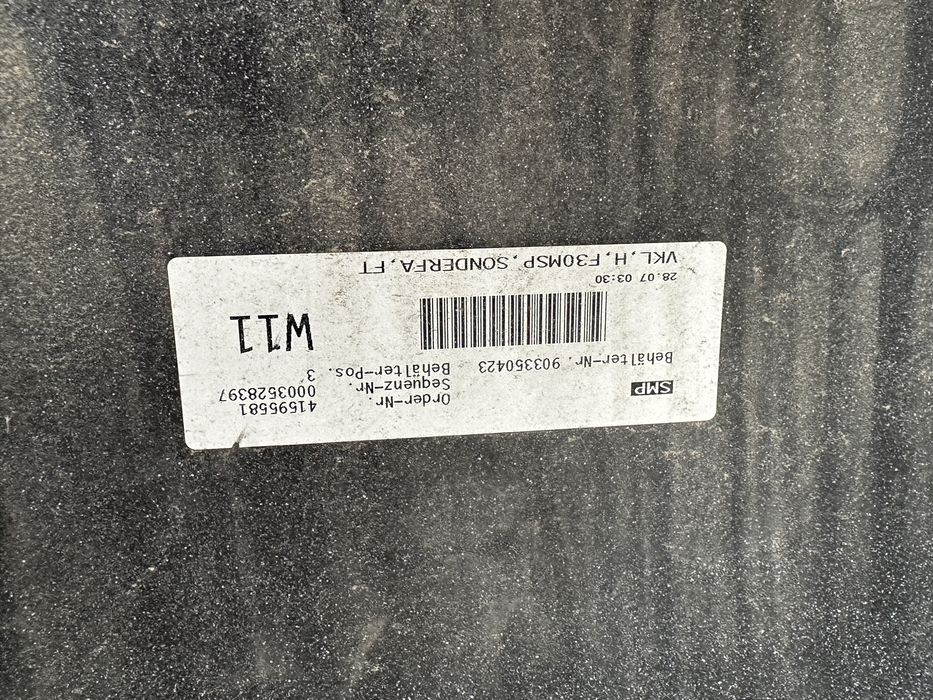 SMP
Order-Nr. 41595581
Sequenz-Nr. 0003528397
Behälter-Nr. 903350423 Behälter-Pos. 3
W11
28.07 03:30
VKL,H,F30MSP,SONDERFA,FT